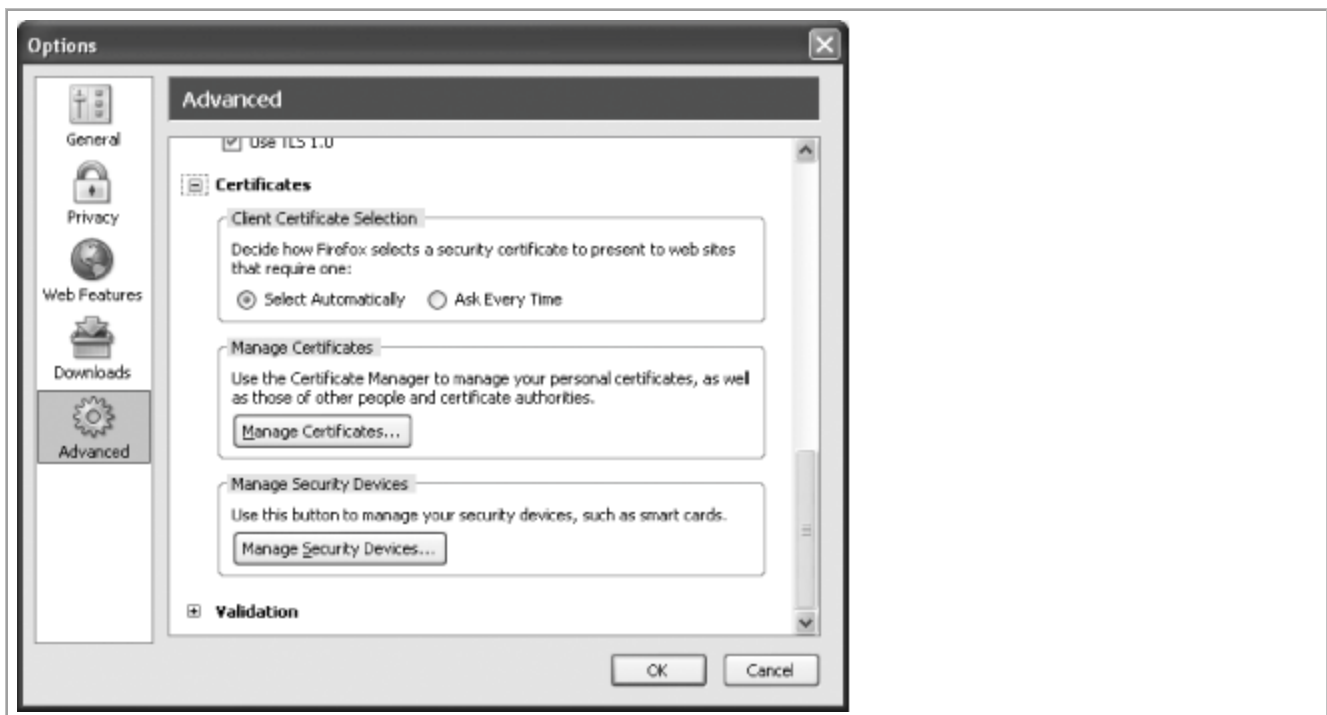 Options
General
Privacy
Web Features
Downloads
Advanced
Advanced
Use TLS 1.0
Certificates
Client Certificate Selection
Decide how Firefox selects a security certificate to present to web sites
that require one:
Select Automatically Ask Every Time
Manage Certificates
Use the Certificate Manager to manage your personal certificates, as well
as those of other people and certificate authorities.
Manage Certificates...
Manage Security Devices
Use this button to manage your security devices, such as smart cards.
Manage Security Devices...
Validation
OK Cancel